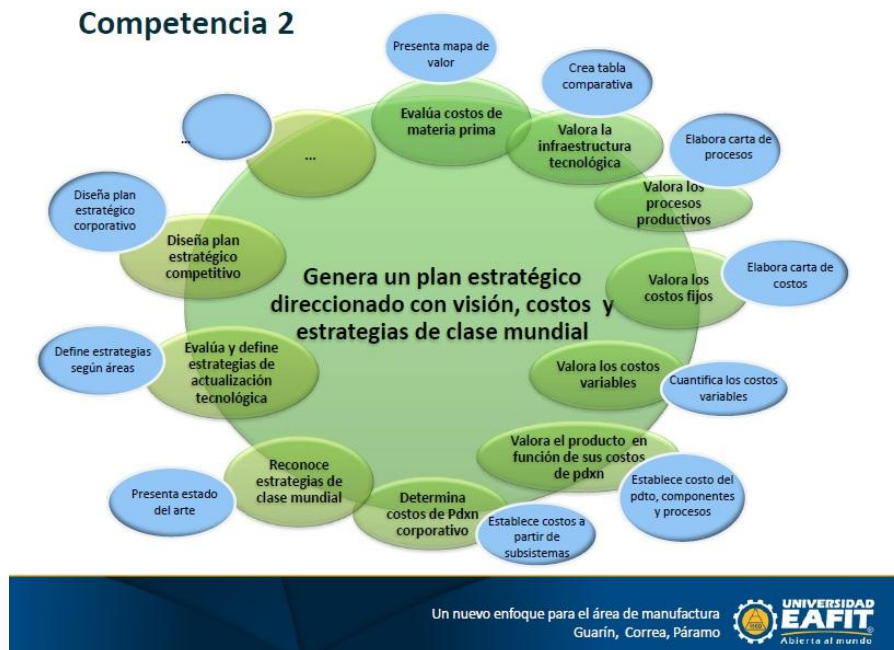 Competencia 2
Presenta mapa de
valor
Evalúa costos de
materia prima
Crea tabla
comparativa
Valora la
infraestructura
tecnológica
Elabora carta de
procesos
Valora los
procesos
productivos
Elabora carta de
costos
Valora los
costos fijos
Cuantifica los costos
variables
Valora los costos
variables
Establece costo del
pdto, componentes
y procesos
Valora el producto en
función de sus costos
de pdxn
Establece costos a
partir de
subsistemas
Determina
costos de Pdxn
corporativo
Presenta estado
del arte
Reconoce
estrategias de
clase mundial
Define estrategias
según áreas
Evalúa y define
estrategias de
actualización
tecnológica
Diseña plan
estratégico
corporativo
Diseña plan
estratégico
competitivo
...
...
Genera un plan estratégico
direccionado con visión, costos y
estrategias de clase mundial
Un nuevo enfoque para el área de manufactura
Guarín, Correa, Páramo
UNIVERSIDAD
EAFIT®
Abierta al mundo